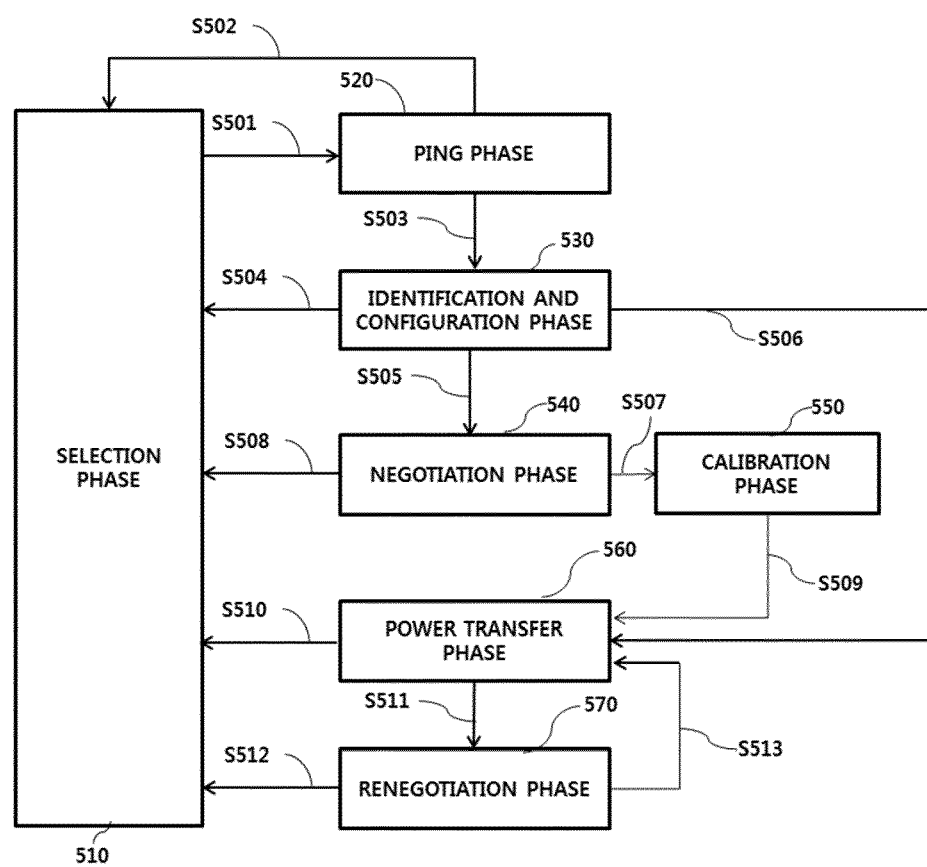 S502
520
S501
PING PHASE
S503
530
S504
IDENTIFICATION AND
CONFIGURATION PHASE
S506
S505
540
S507
550
S508
SELECTION
PHASE
NEGOTIATION PHASE
CALIBRATION
PHASE
560
S509
S510
POWER TRANSFER
PHASE
S511
570
S513
S512
RENEGOTIATION PHASE
510